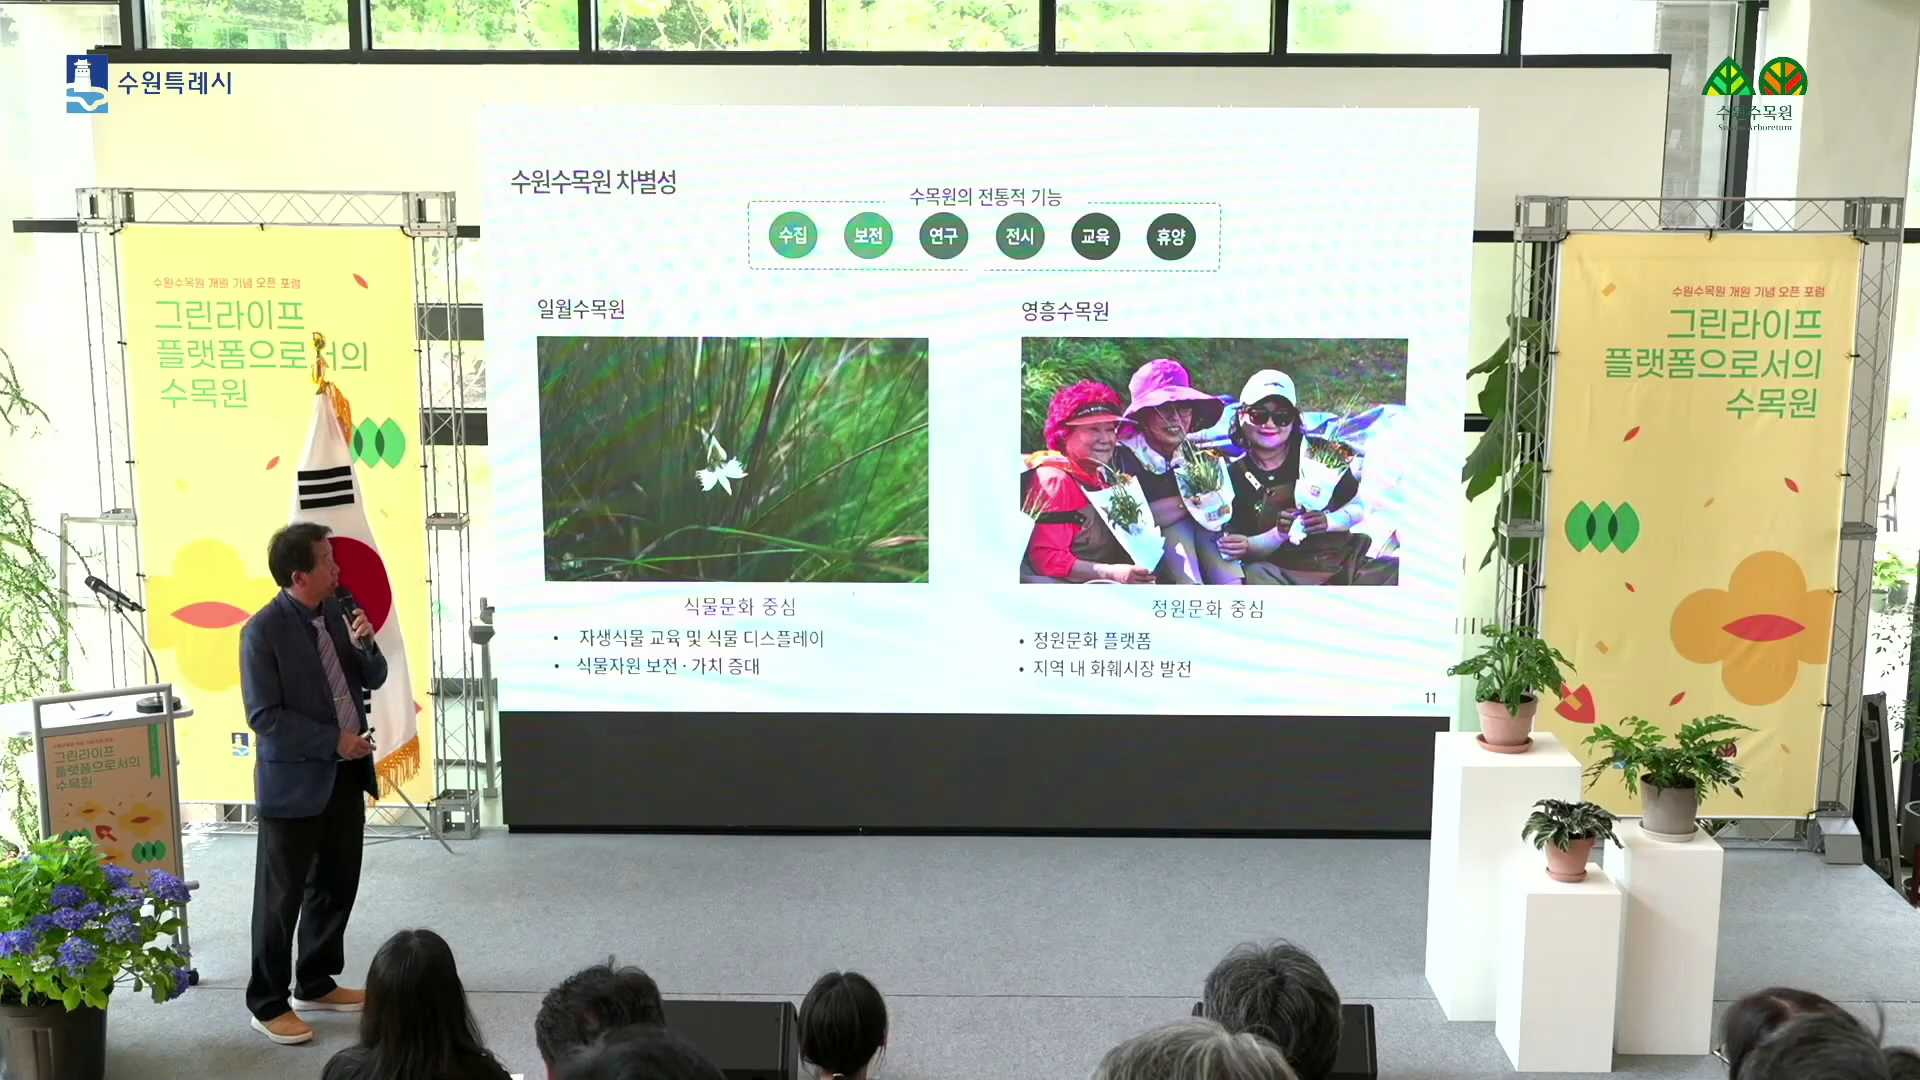 수원특례시
수원수목원
수원수목원 개원 기념 오픈 포럼
그린라이프
플랫폼으로서의
수목원
수원수목원 차별성
수목원의 전통적 기능
수집
보전
연구
전시
교육
휴양
일월수목원
영흥수목원
식물문화 중심
• 자생식물 교육 및 식물 디스플레이
• 식물자원 보전 · 가치 증대
정원문화 중심
• 정원문화 플랫폼
• 지역 내 화훼시장 발전
11
수원수목원 개원 기념 오픈 포럼
그린라이프
플랫폼으로서의
수목원
그린라이프
플랫폼으로서의
수목원